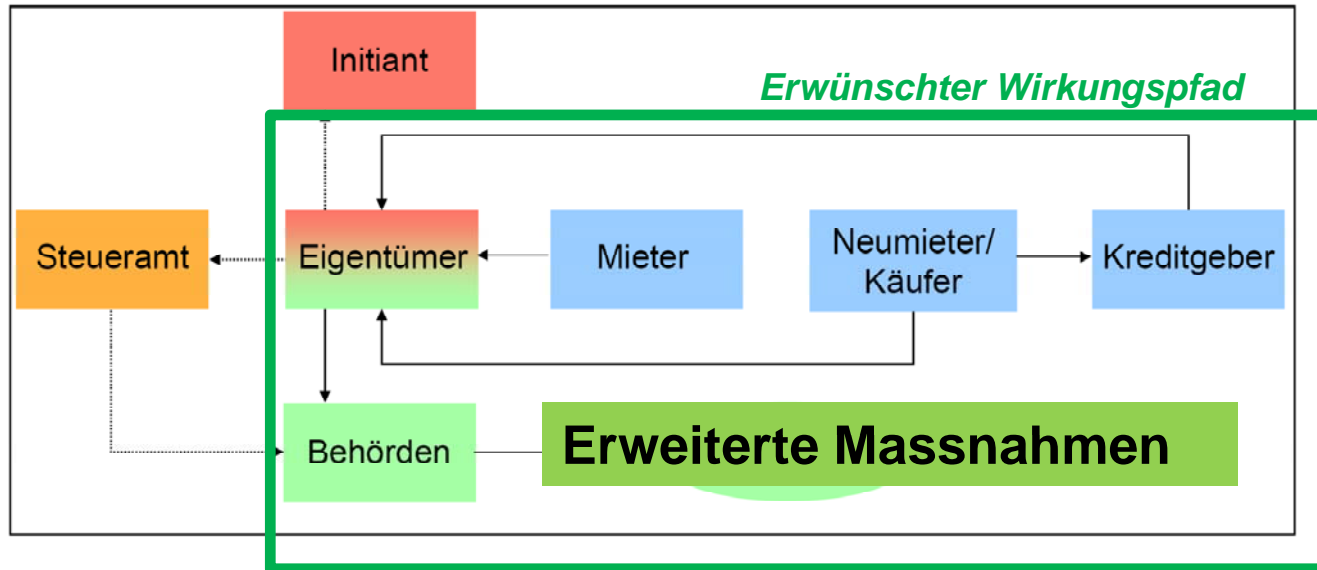 Initiant
Erwünschter Wirkungspfad
Steueramt
Eigentümer
Mieter
Neumieter/
Käufer
Kreditgeber
Behörden
Erweiterte Massnahmen